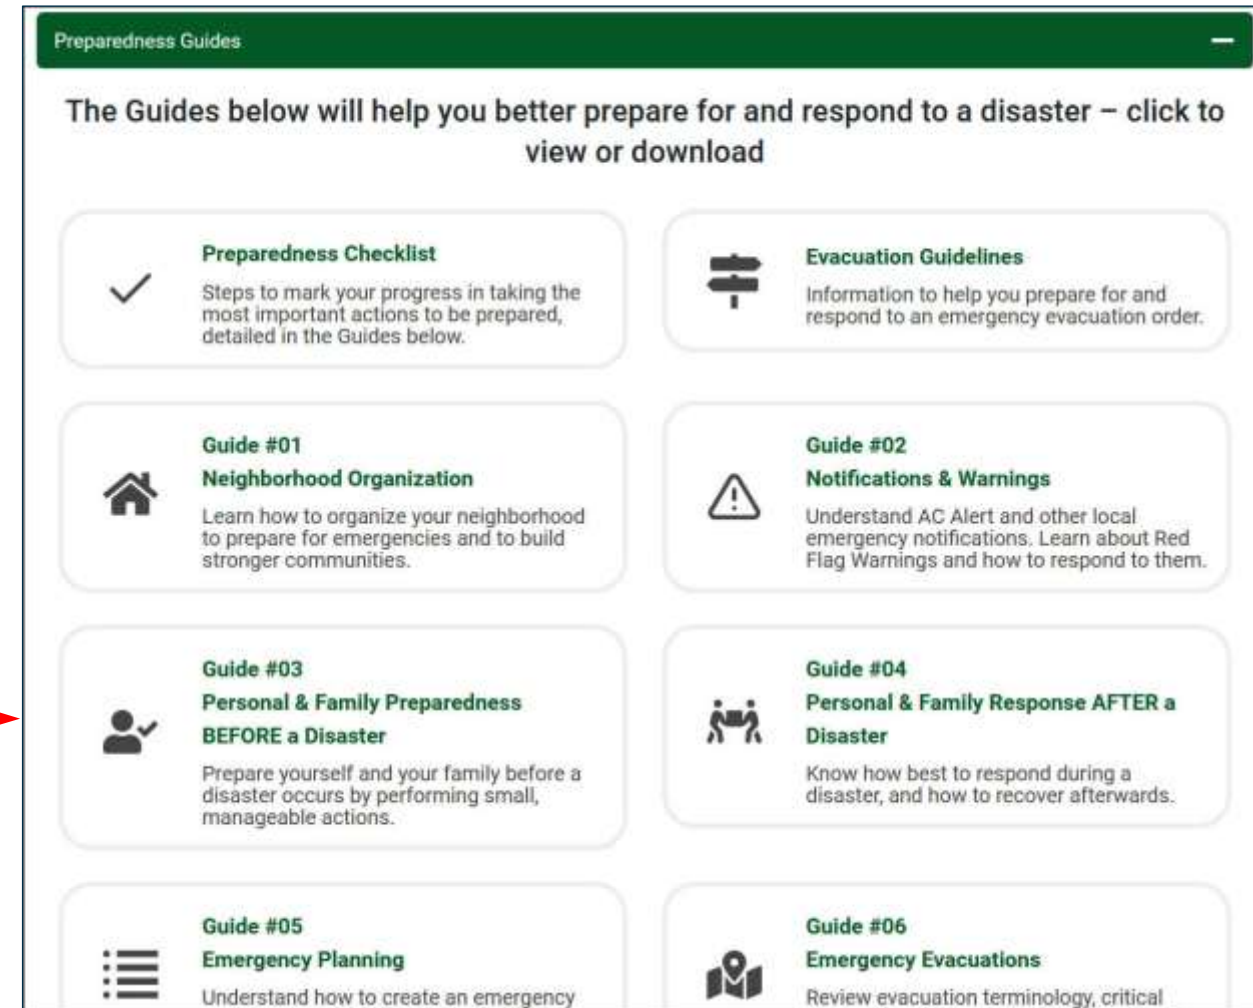 Preparedness Guides
The Guides below will help you better prepare for and respond to a disaster – click to
view or download
Preparedness Checklist
Steps to mark your progress in taking the
most important actions to be prepared,
detailed in the Guides below.
Evacuation Guidelines
Information to help you prepare for and
respond to an emergency evacuation order.
Guide #01
Neighborhood Organization
Learn how to organize your neighborhood
to prepare for emergencies and to build
stronger communities.
Guide #02
Notifications & Warnings
Understand AC Alert and other local
emergency notifications. Learn about Red
Flag Warnings and how to respond to them.
Guide #03
Personal & Family Preparedness
BEFORE a Disaster
Prepare yourself and your family before a
disaster occurs by performing small,
manageable actions.
Guide #04
Personal & Family Response AFTER a
Disaster
Know how best to respond during a
disaster, and how to recover afterwards.
Guide #05
Emergency Planning
Understand how to create an emergency
Guide #06
Emergency Evacuations
Review evacuation terminology, critical